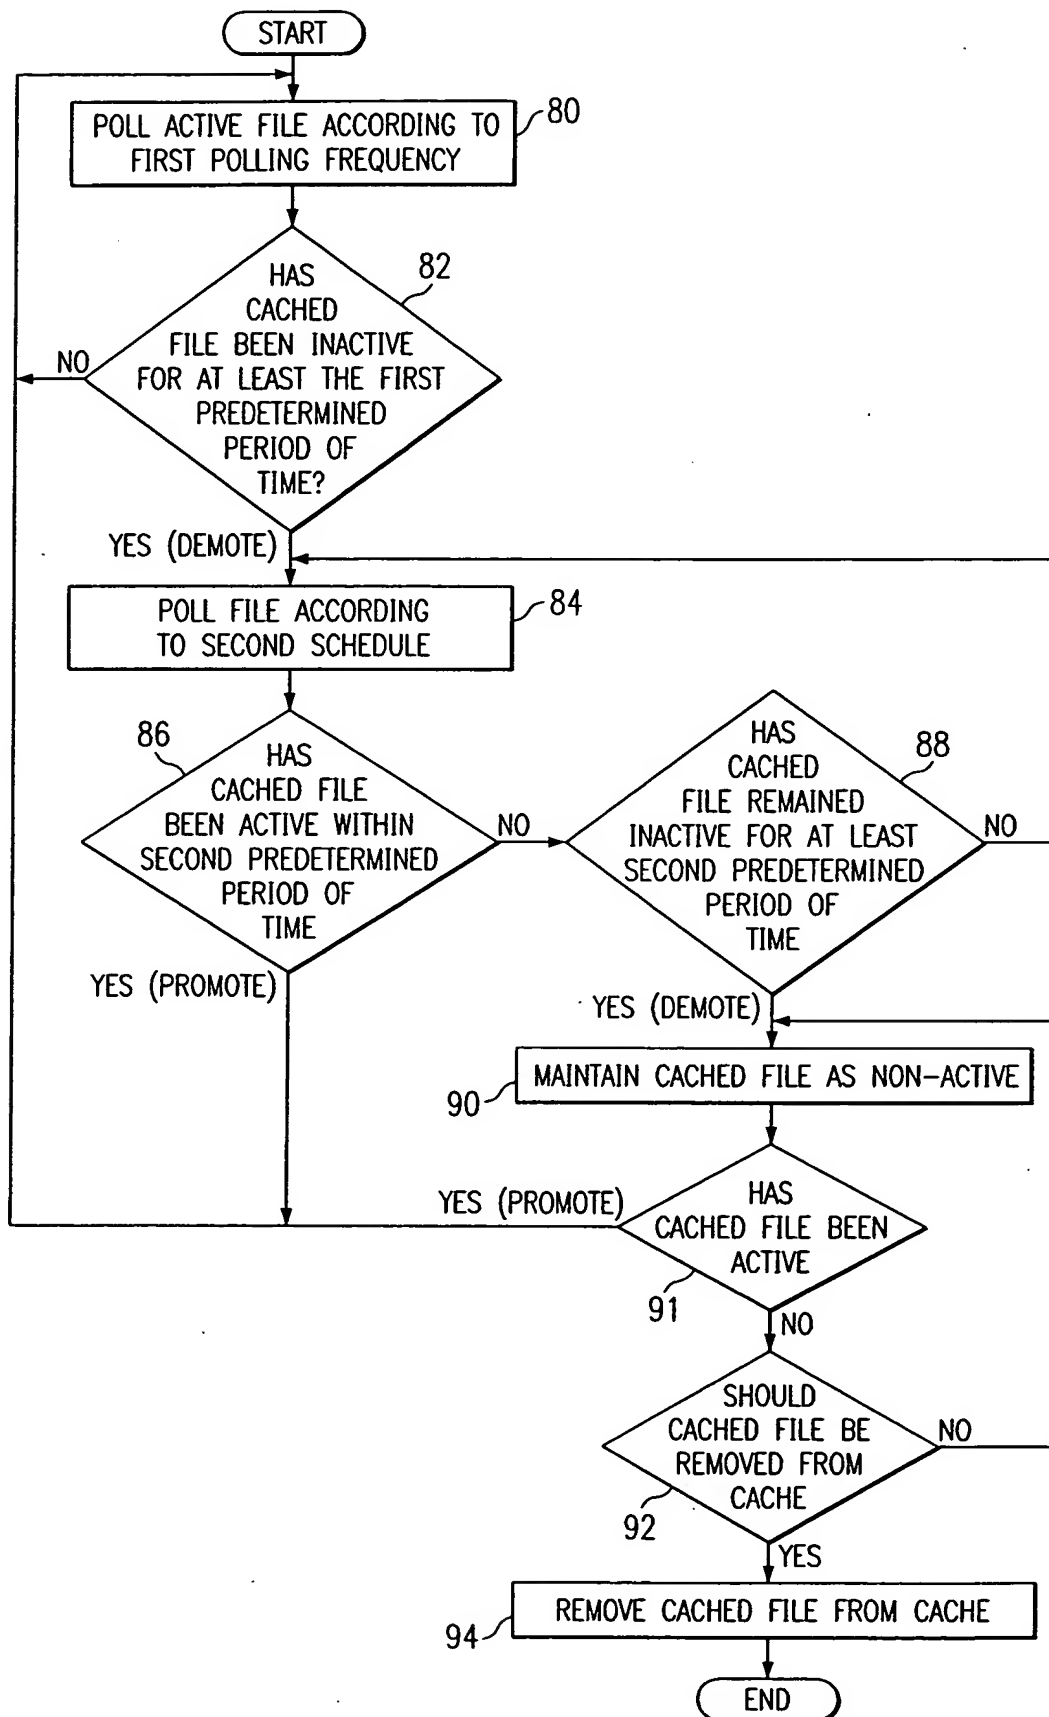 START
POLL ACTIVE FILE ACCORDING TO
FIRST POLLING FREQUENCY
80
HAS
CACHED
FILE BEEN INACTIVE
FOR AT LEAST THE FIRST
PREDETERMINED
PERIOD OF
TIME?
82
NO
YES (DEMOTE)
POLL FILE ACCORDING
TO SECOND SCHEDULE
84
86
HAS
CACHED FILE
BEEN ACTIVE WITHIN
SECOND PREDETERMINED
PERIOD OF
TIME
NO
YES (PROMOTE)
HAS
CACHED
FILE REMAINED
INACTIVE FOR AT LEAST
SECOND PREDETERMINED
PERIOD OF
TIME
88
NO
YES (DEMOTE)
MAINTAIN CACHED FILE AS NON-ACTIVE
90
YES (PROMOTE)
HAS
CACHED FILE BEEN
ACTIVE
91
NO
SHOULD
CACHED FILE BE
REMOVED FROM
CACHE
NO
92
YES
REMOVE CACHED FILE FROM CACHE
94
END